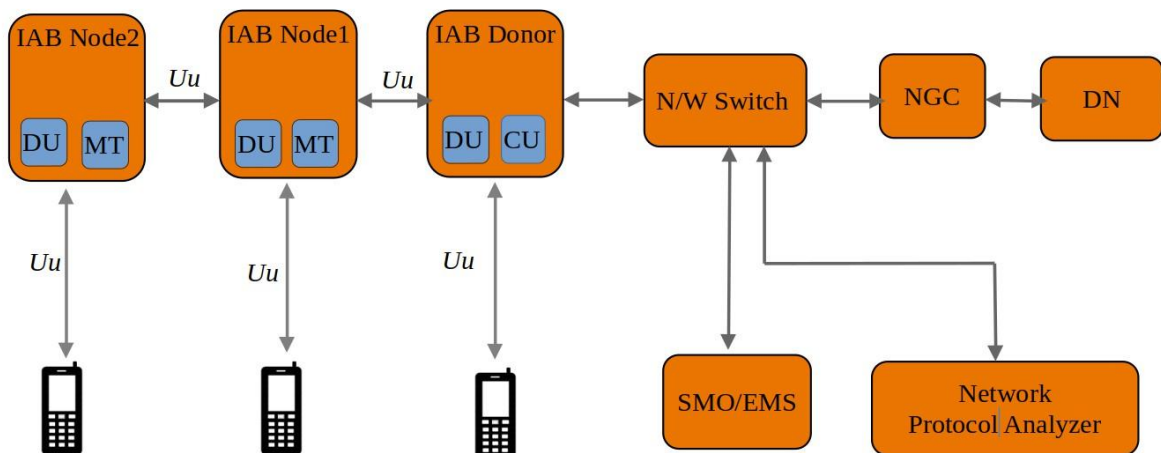 IAB Node2
IAB Node1
IAB Donor
Uu
Uu
N/W Switch
NGC
DN
DU
MT
DU
MT
DU
CU
Uu
Uu
Uu
SMO/EMS
Network
Protocol Analyzer